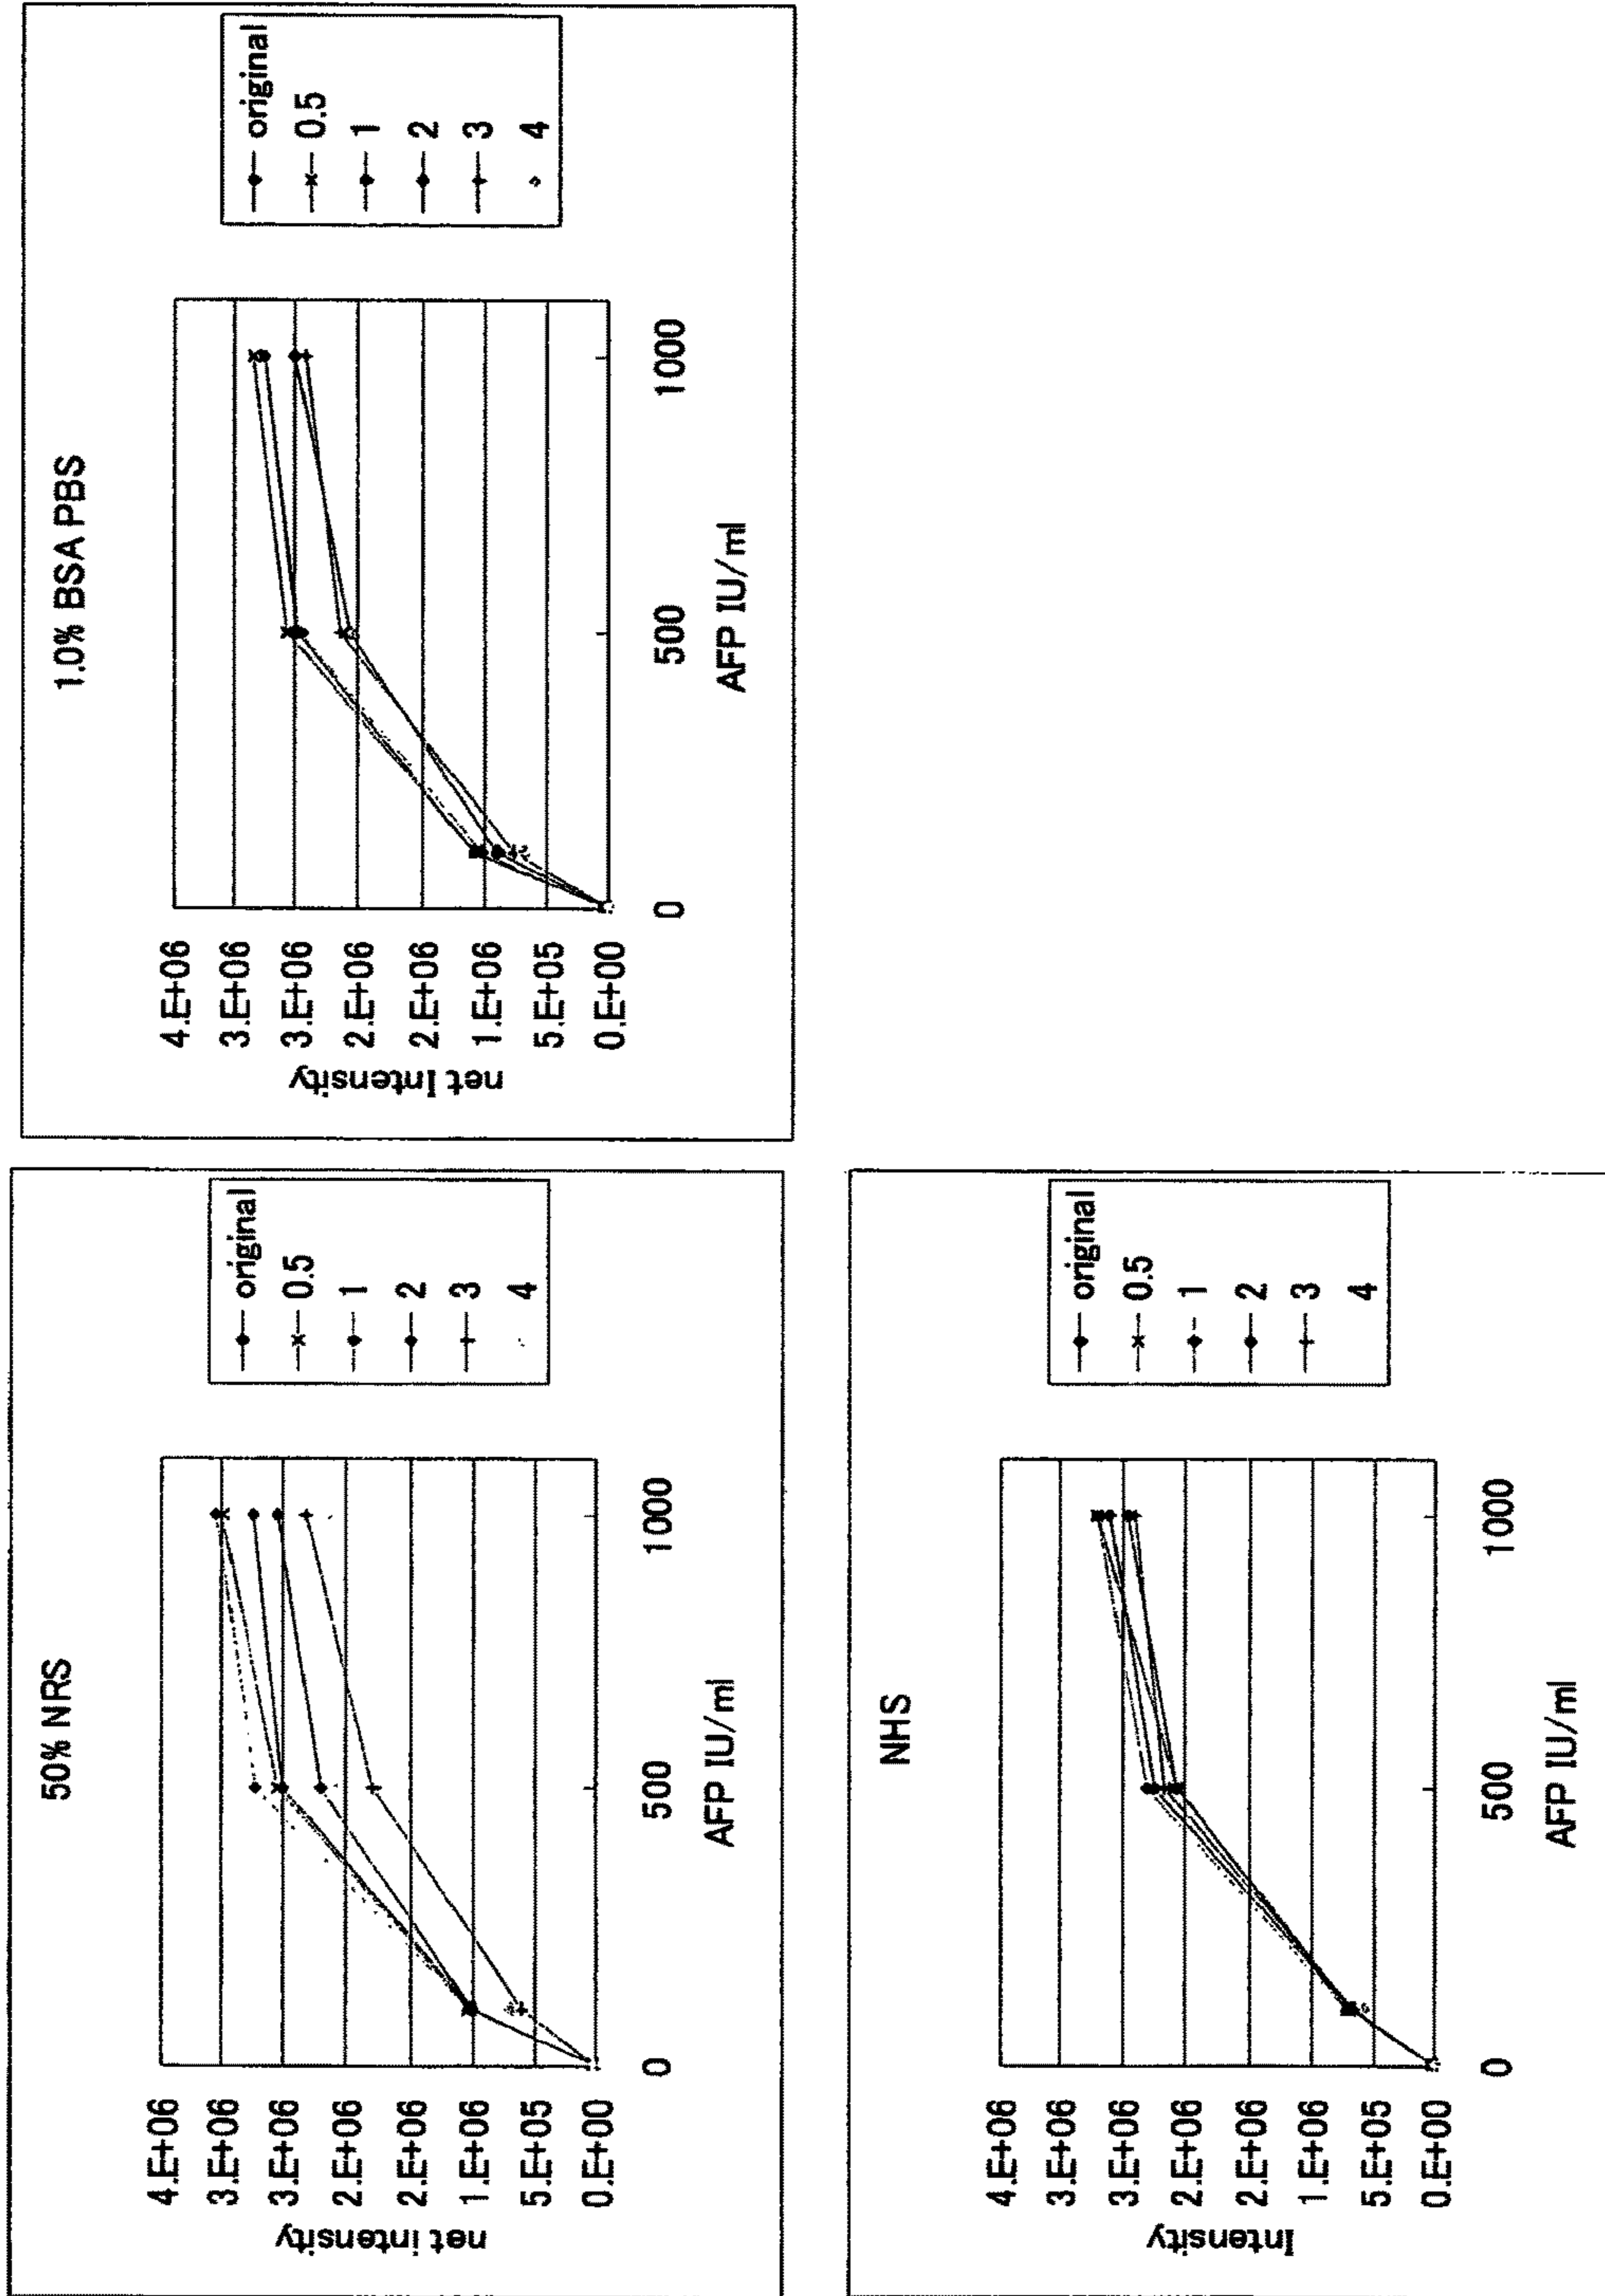 50% NRS
net intensity
4.E+06
3.E+06
3.E+06
2.E+06
2.E+06
1.E+06
5.E+05
0.E+00
0
500
1000
AFP IU/ml
original
0.5
1
2
3
4
1.0% BSA PBS
net Intensity
4.E+06
3.E+06
3.E+06
2.E+06
2.E+06
1.E+06
5.E+05
0.E+00
0
500
1000
AFP IU/ml
original
0.5
1
2
3
4
NHS
Intensity
4.E+06
3.E+06
3.E+06
2.E+06
2.E+06
1.E+06
5.E+05
0.E+00
0
500
1000
AFP IU/ml
original
0.5
1
2
3
4